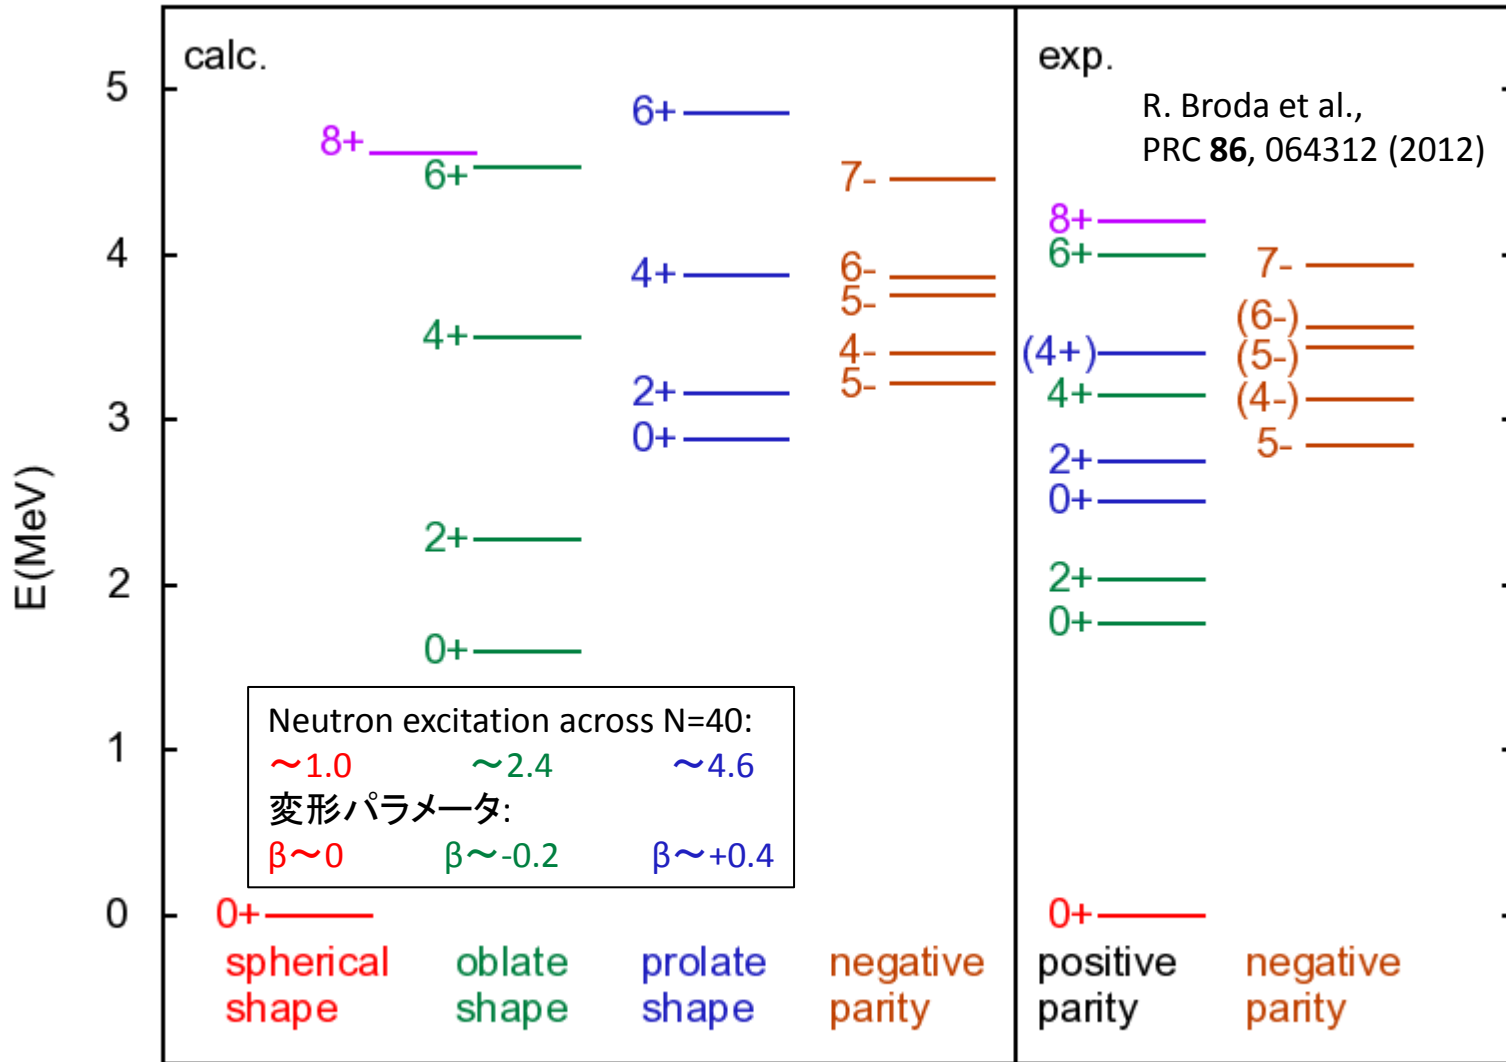 calc.
exp.
R. Broda et al.,
PRC 86, 064312 (2012)
E(MeV)
5
4
3
2
1
0
8+
6+
4+
2+
0+
6+
4+
2+
0+
7-
6-
5-
4-
5-
0+
8+
6+
(4+)
4+
2+
0+
2+
0+
0+
7-
(6-)
(5-)
(4-)
5-
Neutron excitation across N=40:
〜1.0 〜2.4 〜4.6
変形パラメータ:
β〜0 β〜-0.2 β〜+0.4
spherical shape
oblate shape
prolate shape
negative parity
positive parity
negative parity